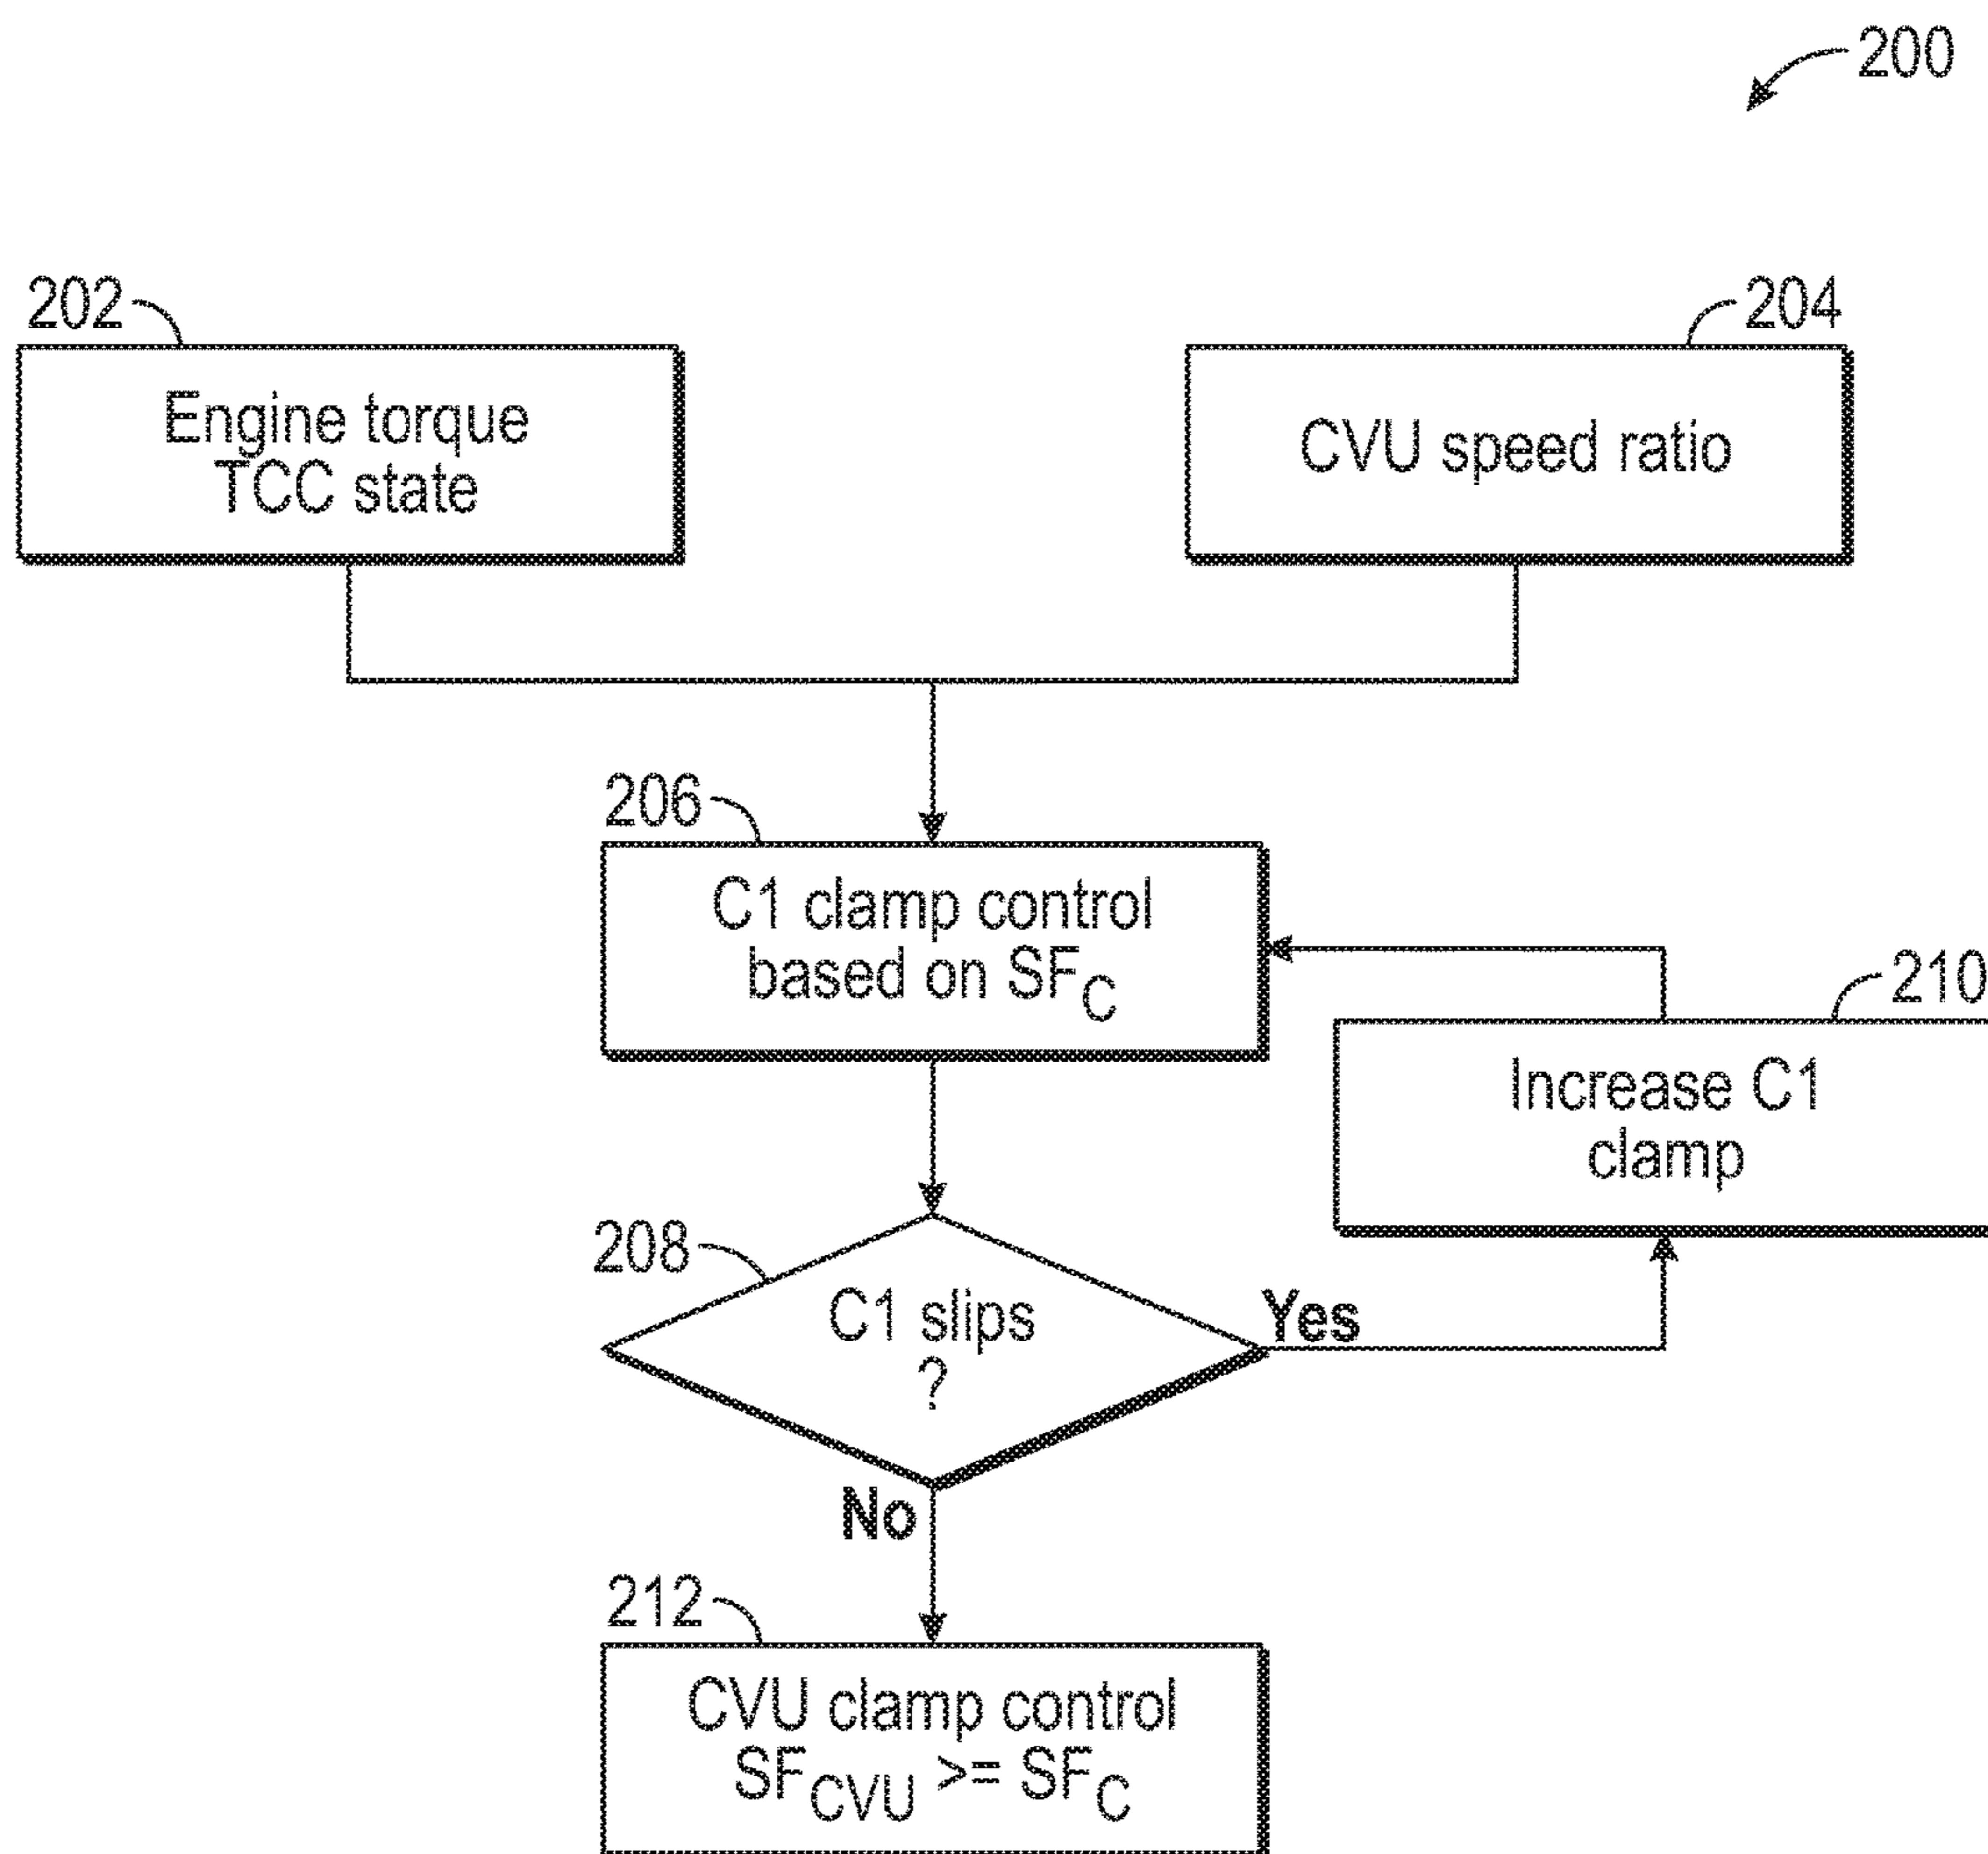 200
202
Engine torque
TCC state
204
CVU speed ratio
206
C1 clamp control
based on SF_C
210
Increase C1
clamp
208
C1 slips
?
Yes
No
212
CVU clamp control
SF_CVU >= SF_C